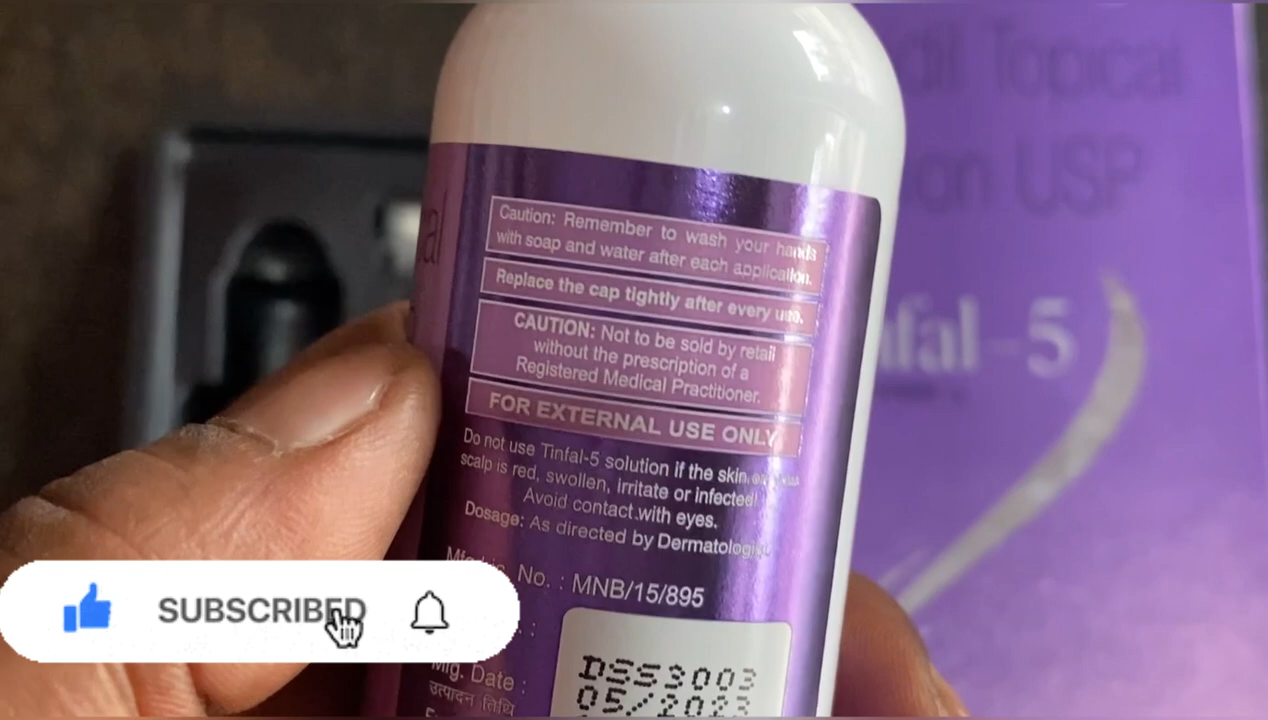 Topical
on USP
Caution: Remember to wash your hands
with soap and water after each application.
Replace the cap tightly after every use.
CAUTION: Not to be sold by retail
without the prescription of a
Registered Medical Practitioner.
FOR EXTERNAL USE ONLY
Do not use Tinfal-5 solution if the skin
scalp is red, swollen, irritate or infected
Avoid contact with eyes.
Dosage: As directed by Dermatologist
No. : MNB/15/895
Mfg. Date :
उत्पादन तिथि
DSS3003
05/2023
-5
SUBSCRIBED